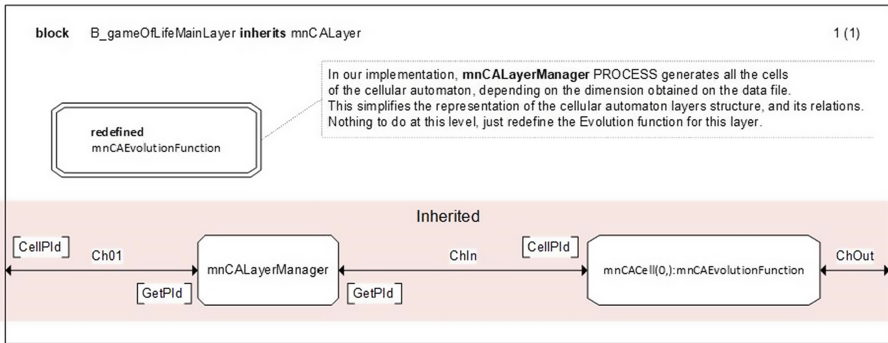 block B_gameOfLifeMainLayer inherits mnCALayer 1 (1)
In our implementation, mnCALayerManager PROCESS generates all the cells
of the cellular automaton, depending on the dimension obtained on the data file.
This simplifies the representation of the cellular automaton layers structure, and its relations.
Nothing to do at this level, just redefine the Evolution function for this layer.
redefined
mnCAEvolutionFunction
Inherited
CellPId
Ch01
GetPId
mnCALayerManager
GetPId
ChIn
CellPId
mnCACell(0,):mnCAEvolutionFunction
ChOut